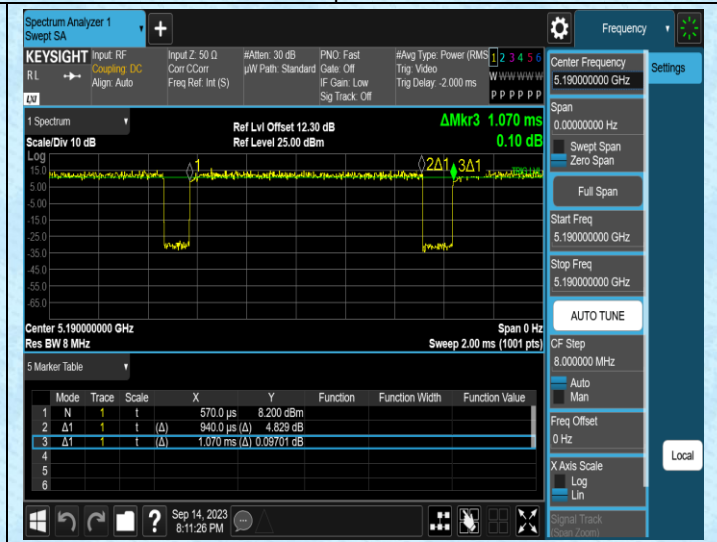 Spectrum Analyzer 1
Swept SA
+
Frequency
KEYSIGHT
RL
LXI
Input: RF
Coupling: DC
Align: Auto
Input Z: 50 Ω
Corr CCorr
Freq Ref: Int (S)
#Atten: 30 dB
µW Path: Standard
PNO: Fast
Gate: Off
IF Gain: Low
Sig Track: Off
#Avg Type: Power (RMS
Trig: Video
Trig Delay: -2.000 ms
1 2 3 4 5 6
W W W W W W
P P P P P P
1 Spectrum
Scale/Div 10 dB
Ref Lvl Offset 12.30 dB
Ref Level 25.00 dBm
ΔMkr3 1.070 ms
0.10 dB
Log
15.0
5.00
-5.00
-15.0
-25.0
-35.0
-45.0
-55.0
-65.0
1
2Δ1
3Δ1
Center 5.190000000 GHz
Res BW 8 MHz
Span 0 Hz
Sweep 2.00 ms (1001 pts)
5 Marker Table
Mode Trace Scale X Y Function Function Width Function Value
1 N 1 t 570.0 µs 8.200 dBm
2 Δ1 1 t (Δ) 940.0 µs (Δ) 4.829 dB
3 Δ1 1 t (Δ) 1.070 ms (Δ) 0.09701 dB
4
5
6
Sep 14, 2023
8:11:26 PM
?
Center Frequency
5.190000000 GHz
Settings
Span
0.00000000 Hz
Swept Span
Zero Span
Full Span
Start Freq
5.190000000 GHz
Stop Freq
5.190000000 GHz
AUTO TUNE
CF Step
8.000000 MHz
Auto
Man
Freq Offset
0 Hz
X Axis Scale
Log
Lin
Local
Signal Track
(Span Zoom)